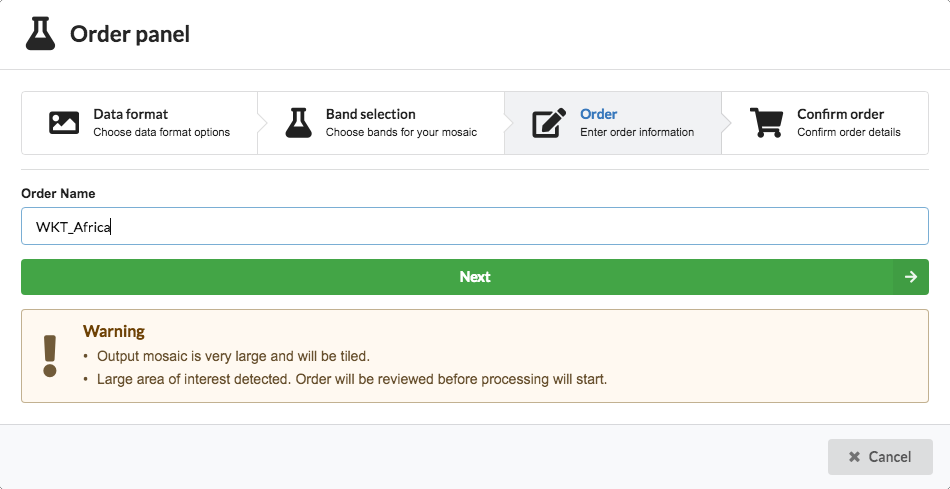 Order panel
Data format
Choose data format options
Band selection
Choose bands for your mosaic
Order
Enter order information
Confirm order
Confirm order details
Order Name
WKT_Africa
Next
Warning
• Output mosaic is very large and will be tiled.
• Large area of interest detected. Order will be reviewed before processing will start.
Cancel